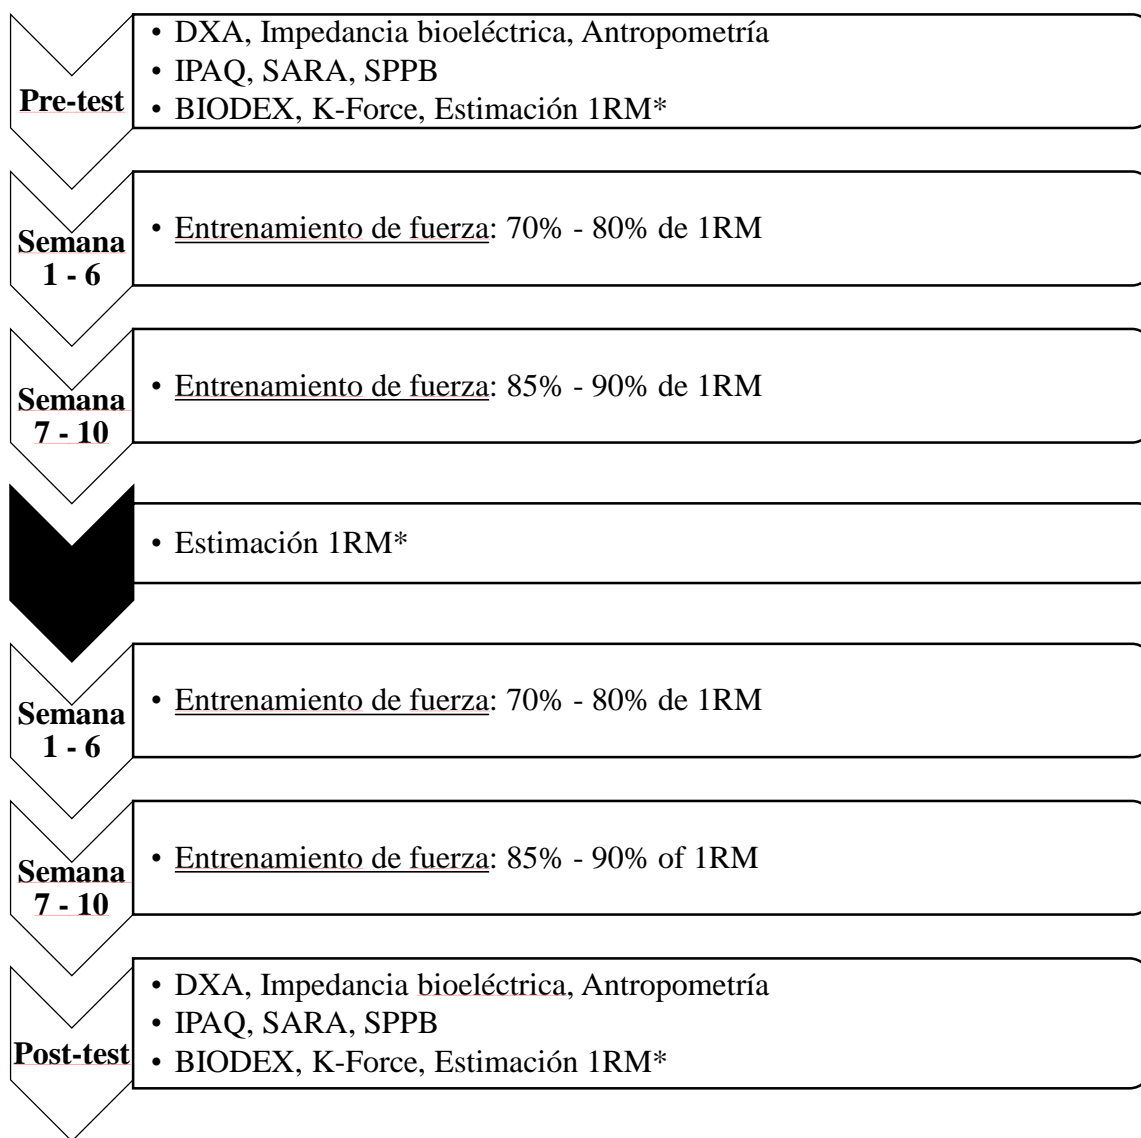 Pre-test
• DXA, Impedancia bioeléctrica, Antropometría
• IPAQ, SARA, SPPB
• BIODEX, K-Force, Estimación 1RM*
Semana
1 - 6
• Entrenamiento de fuerza: 70% - 80% de 1RM
Semana
7 - 10
• Entrenamiento de fuerza: 85% - 90% de 1RM
• Estimación 1RM*
Semana
1 - 6
• Entrenamiento de fuerza: 70% - 80% de 1RM
Semana
7 - 10
• Entrenamiento de fuerza: 85% - 90% of 1RM
Post-test
• DXA, Impedancia bioeléctrica, Antropometría
• IPAQ, SARA, SPPB
• BIODEX, K-Force, Estimación 1RM*